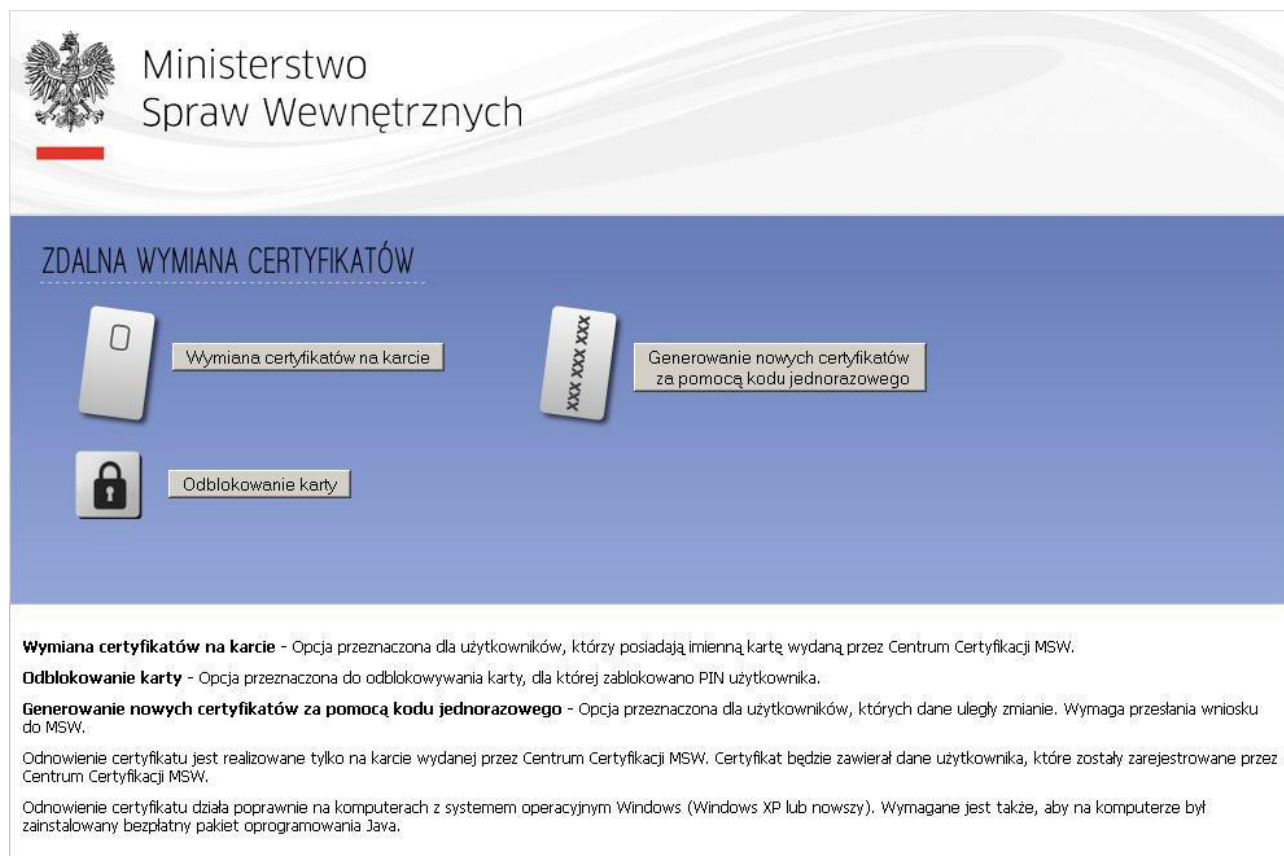 Ministerstwo
Spraw Wewnętrznych
ZDALNA WYMIANA CERTYFIKATÓW
Wymiana certyfikatów na karcie
XXX XXX XXX
Generowanie nowych certyfikatów
za pomocą kodu jednorazowego
Odblokowanie karty
Wymiana certyfikatów na karcie - Opcja przeznaczona dla użytkowników, którzy posiadają imienną kartę wydaną przez Centrum Certyfikacji MSW.
Odblokowanie karty - Opcja przeznaczona do odblokowywania karty, dla której zablokowano PIN użytkownika.
Generowanie nowych certyfikatów za pomocą kodu jednorazowego - Opcja przeznaczona dla użytkowników, których dane uległy zmianie. Wymaga przesłania wniosku
do MSW.
Odnowienie certyfikatu jest realizowane tylko na karcie wydanej przez Centrum Certyfikacji MSW. Certyfikat będzie zawierał dane użytkownika, które zostały zarejestrowane przez
Centrum Certyfikacji MSW.
Odnowienie certyfikatu działa poprawnie na komputerach z systemem operacyjnym Windows (Windows XP lub nowszy). Wymagane jest także, aby na komputerze był
zainstalowany bezpłatny pakiet oprogramowania Java.